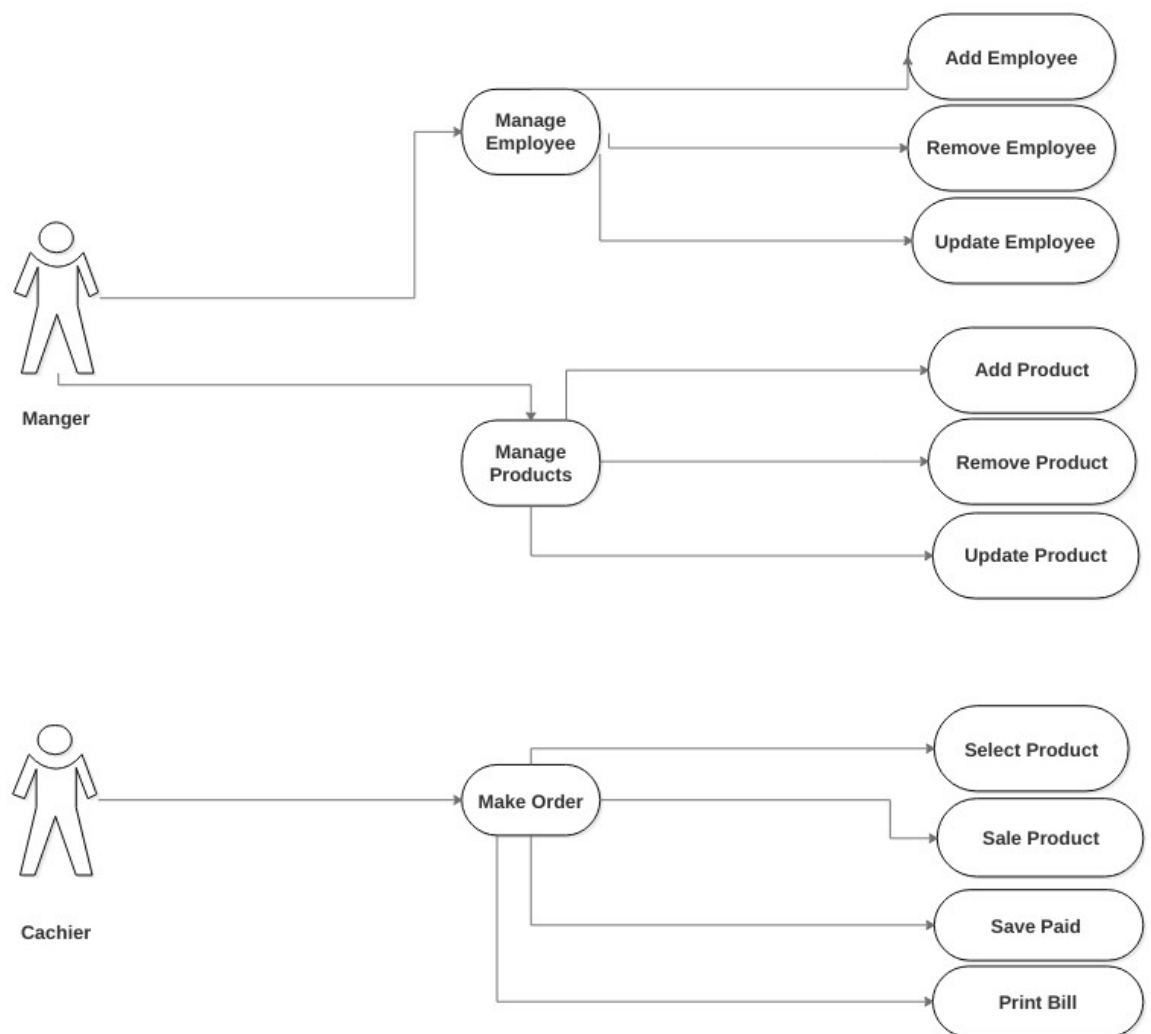 Add Employee
Manage
Employee
Remove Employee
Update Employee
Manger
Add Product
Manage
Products
Remove Product
Update Product
Select Product
Make Order
Sale Product
Cachier
Save Paid
Print Bill